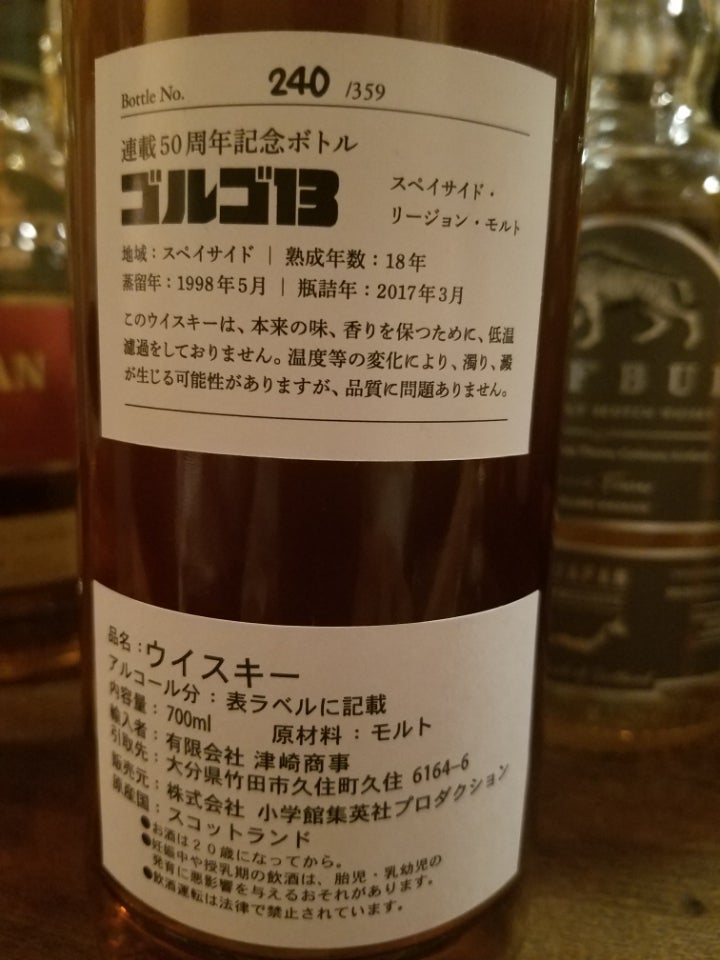 Bottle No. 240 /359
連載50周年記念ボトル
ゴルゴ13
スペイサイド・
リージョン・モルト
地域：スペイサイド ｜ 熟成年数：18年
蒸留年：1998年5月 ｜ 瓶詰年：2017年3月
このウイスキーは、本来の味、香りを保つために、低温
濾過をしておりません。温度等の変化により、濁り、澱
が生じる可能性がありますが、品質に問題ありません。
品名：ウイスキー
アルコール分：表ラベルに記載
内容量：700ml 原材料：モルト
輸入者：有限会社 津崎商事
引取先：大分県竹田市久住町久住 6164-6
販売元：株式会社 小学館集英社プロダクション
原産国：スコットランド
●お酒は20歳になってから。
●妊娠中や授乳期の飲酒は、胎児・乳幼児の
発育に悪影響を与えるおそれがあります。
●飲酒運転は法律で禁止されています。
AN
JAPAN